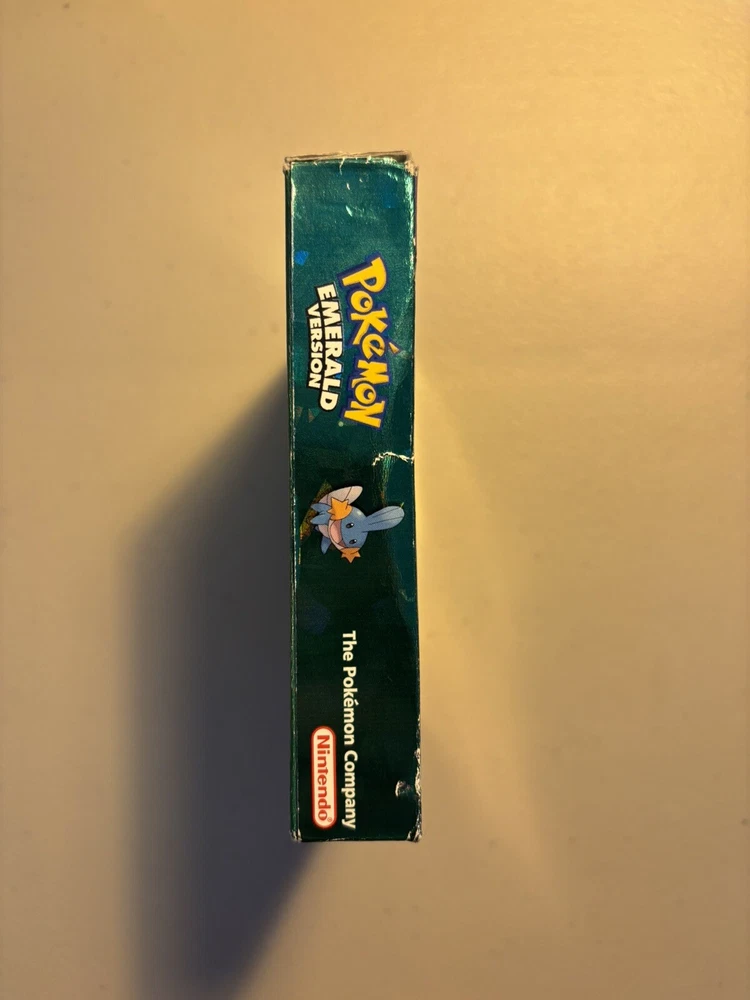 POKéMON
EMERALD
VERSION
The Pokémon Company
Nintendo®